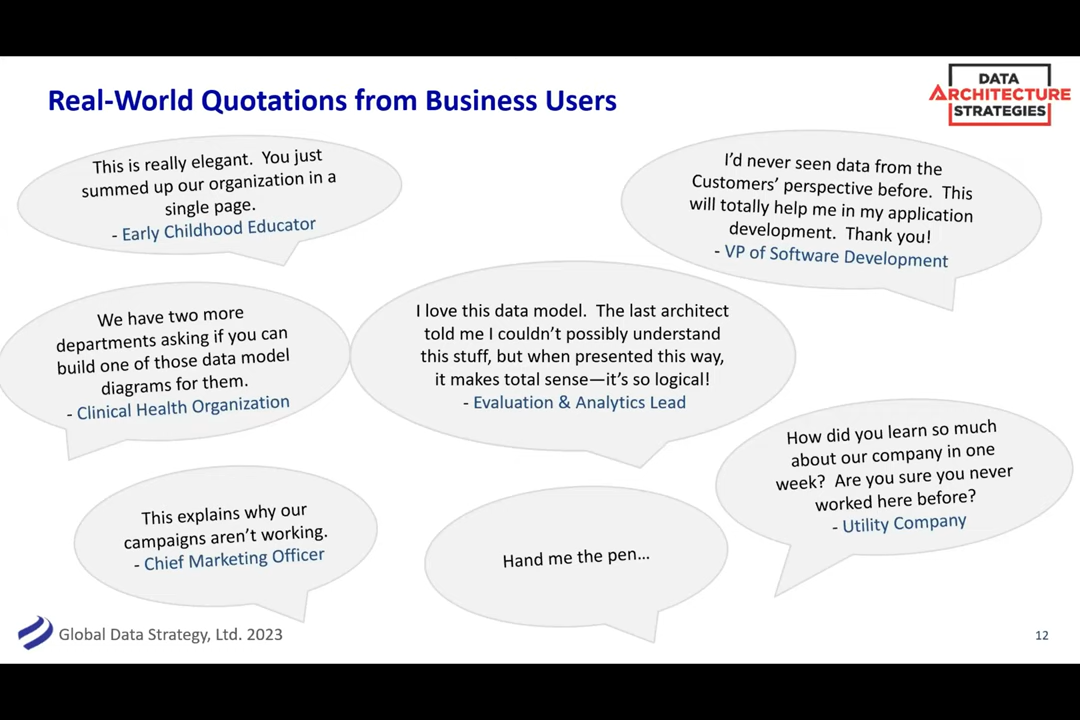 Real-World Quotations from Business Users
DATA
ARCHITECTURE
STRATEGIES
This is really elegant.  You just
summed up our organization in a
single page.
- Early Childhood Educator
I’d never seen data from the
Customers’ perspective before.  This
will totally help me in my application
development.  Thank you!
- VP of Software Development
We have two more
departments asking if you can
build one of those data model
diagrams for them.
- Clinical Health Organization
I love this data model.  The last architect
told me I couldn’t possibly understand
this stuff, but when presented this way,
it makes total sense—it’s so logical!
- Evaluation & Analytics Lead
How did you learn so much
about our company in one
week?  Are you sure you never
worked here before?
- Utility Company
This explains why our
campaigns aren’t working.
- Chief Marketing Officer
Hand me the pen…
Global Data Strategy, Ltd. 2023
12